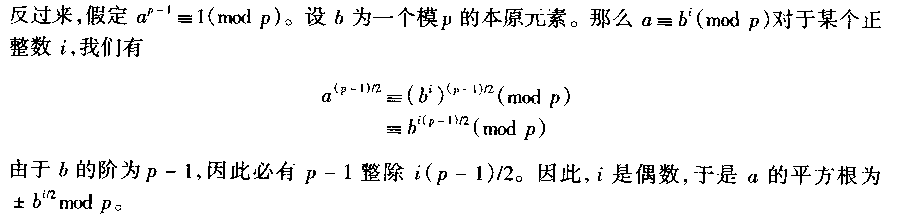 反过来,假定 a^{p-1}≡1(mod p)。设 b 为一个模p 的本原元素。那么 a≡b^i(mod p)对于某个正
整数 i,我们有
a^{(p-1)/2}≡(b^i)^{(p-1)/2}(mod p)
≡b^{i(p-1)/2}(mod p)
由于 b 的阶为 p-1,因此必有 p-1 整除 i(p-1)/2。因此,i 是偶数,于是 a 的平方根为
±b^{i/2}mod p。